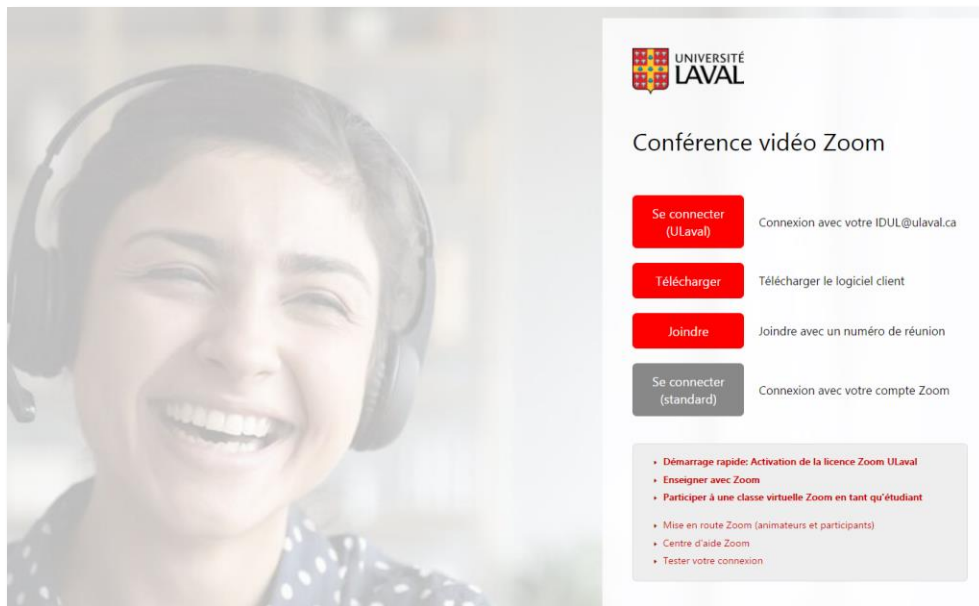 UNIVERSITÉ
LAVAL
Conférence vidéo Zoom
Se connecter
(ULaval)
Connexion avec votre IDUL@ulaval.ca
Télécharger
Télécharger le logiciel client
Joindre
Joindre avec un numéro de réunion
Se connecter
(standard)
Connexion avec votre compte Zoom
Démarrage rapide: Activation de la licence Zoom ULaval
Enseigner avec Zoom
Participer à une classe virtuelle Zoom en tant qu'étudiant
Mise en route Zoom (animateurs et participants)
Centre d'aide Zoom
Tester votre connexion